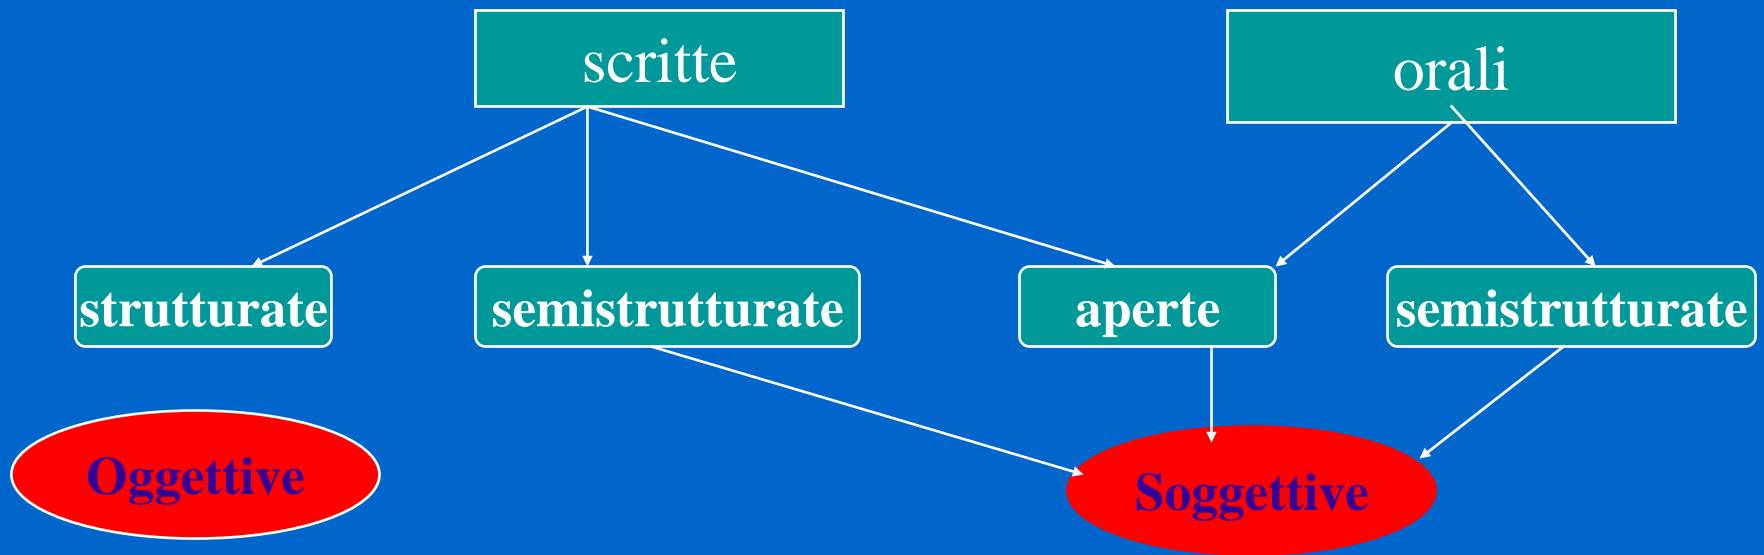 scritte
orali
strutturate
semistrutturate
aperte
semistrutturate
Oggettive
Soggettive